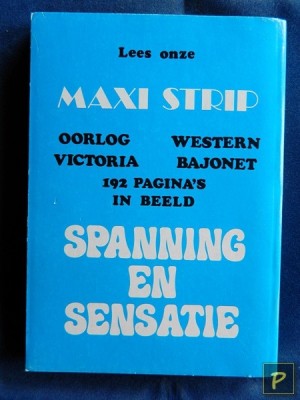 Lees onze
MAXI STRIP
OORLOG WESTERN
VICTORIA BAJONET
192 PAGINA'S
IN BEELD
SPANNING
EN
SENSATIE
P